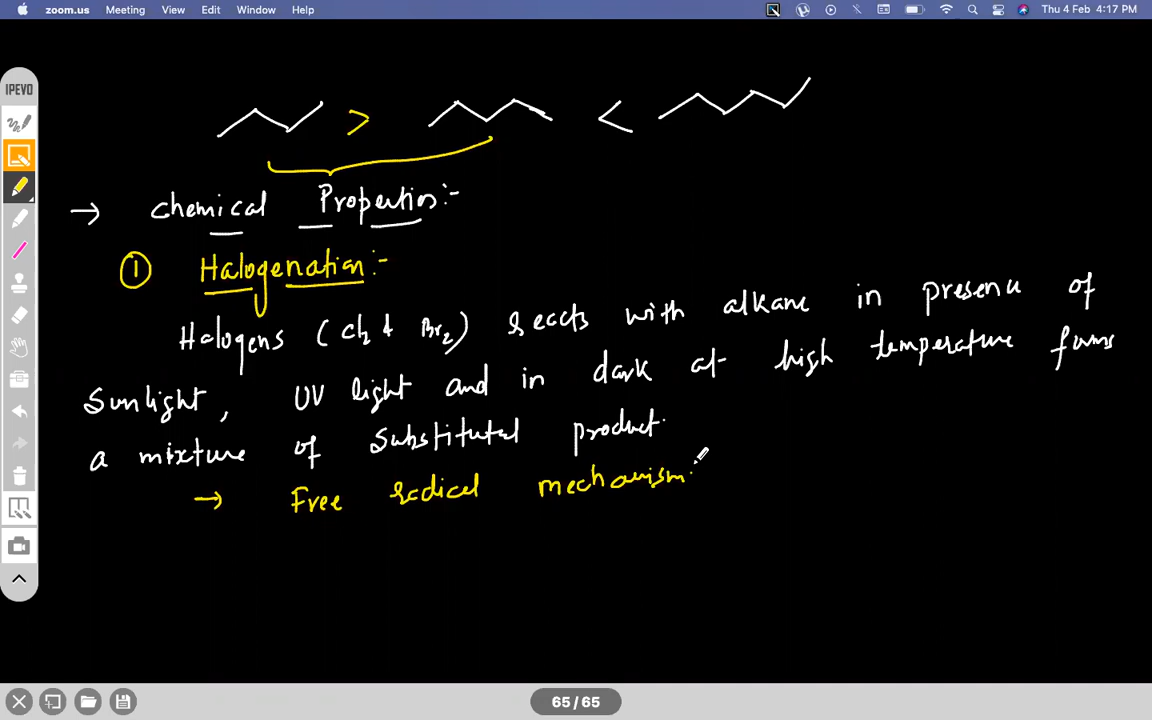 zoom.us Meeting View Edit Window Help Thu 4 Feb 4:17 PM
IPEVO
> <
→ Chemical Properties:-
① Halogenation:-
Halogens (Cl2 & Br2) reacts with alkane in presence of
Sunlight, UV light and in dark at high temperature forms
a mixture of Substituted product.
→ Free radical mechanism.
65/65